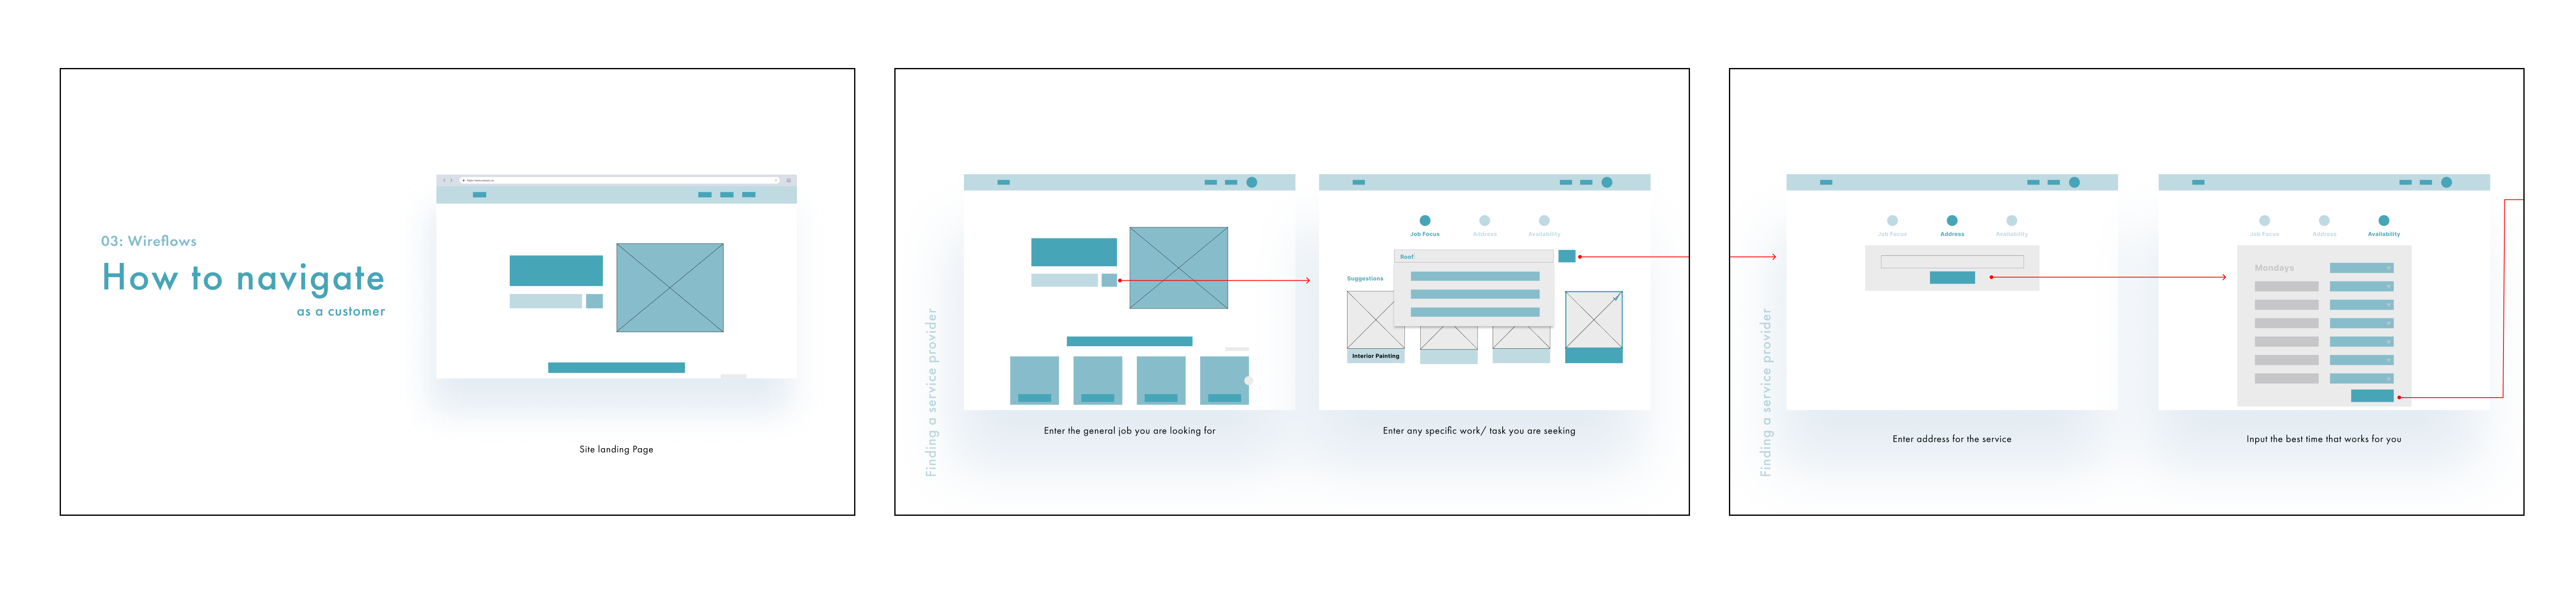 03: Wireflows
How to navigate
as a customer
Site landing Page
Finding a service provider
Enter the general job you are looking for
Job Focus
Address
Availability
Roof
Suggestions
Interior Painting
Enter any specific work/ task you are seeking
Finding a service provider
Job Focus
Address
Availability
Enter address for the service
Job Focus
Address
Availability
Mondays
Input the best time that works for you